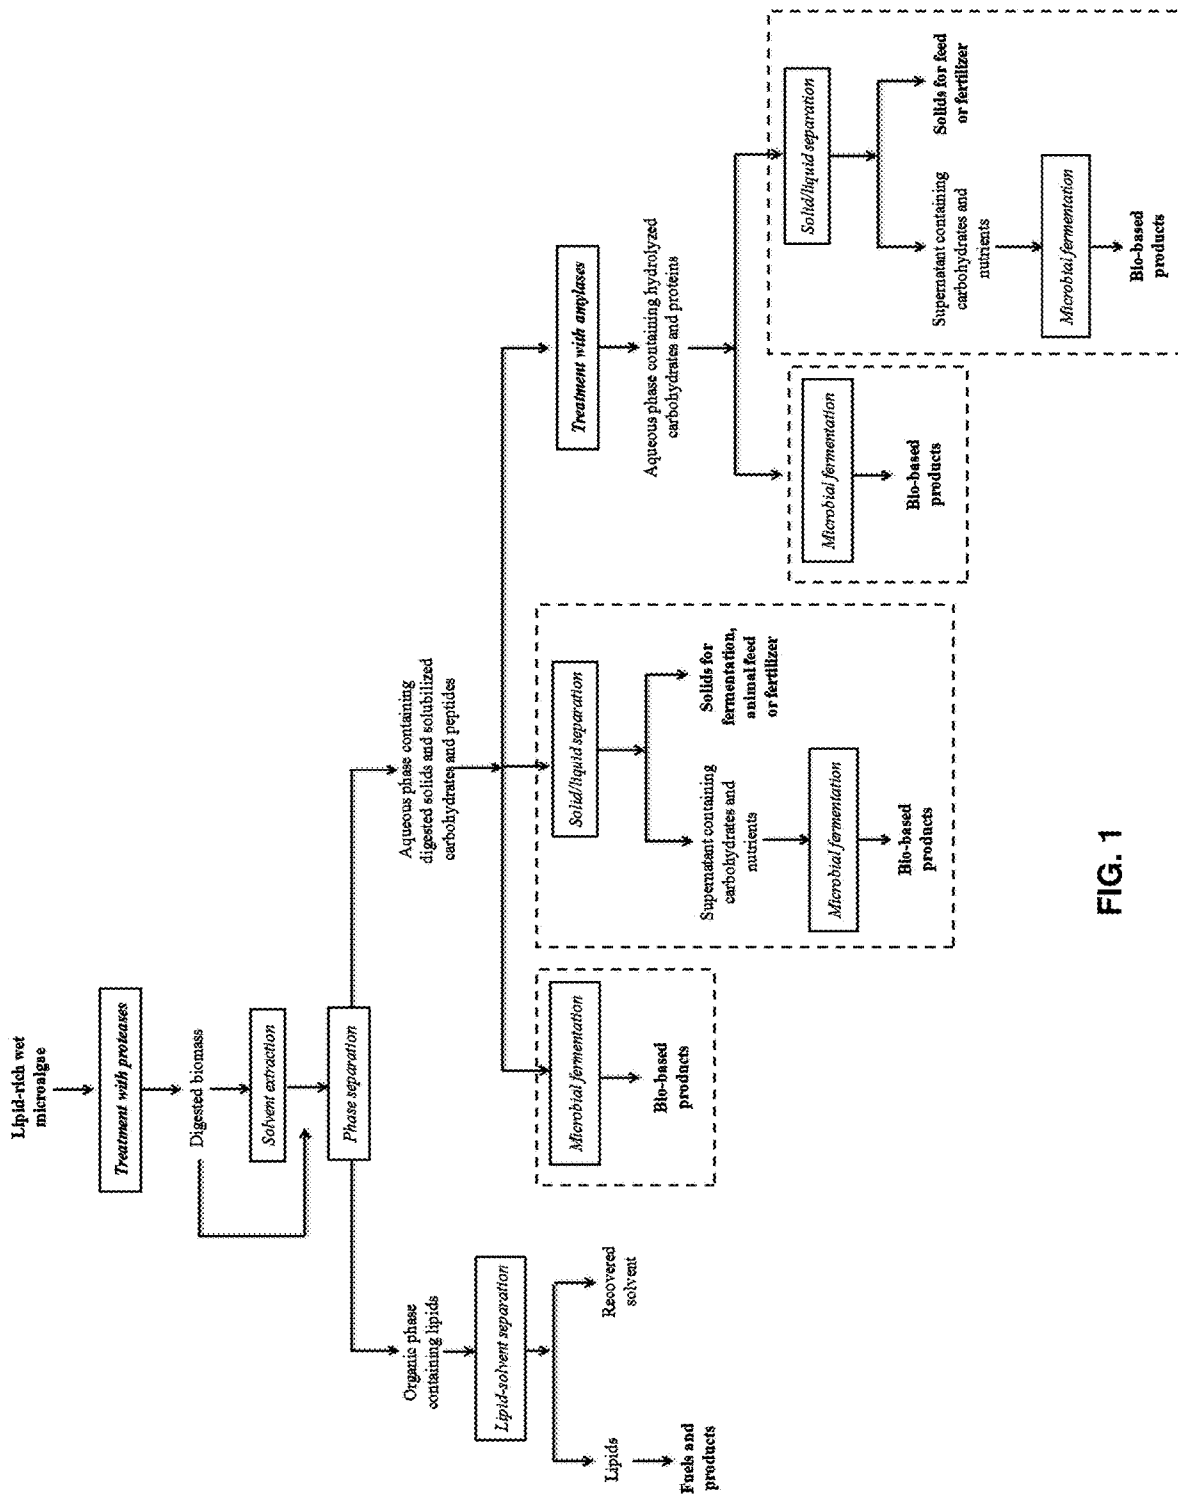 Lipid-rich wet
microalgae
Treatment with proteases
Digested biomass
Solvent extraction
Phase separation
Organic phase
containing lipids
Lipid-solvent separation
Lipids
Fuels and
products
Recovered
solvent
Aqueous phase containing
digested solids and solubilized
carbohydrates and peptides
Microbial fermentation
Bio-based
products
Solid/liquid separation
Supernatant containing
carbohydrates and
nutrients
Microbial fermentation
Bio-based
products
Solids for
fermentation,
animal feed
or fertilizer
Treatment with amylases
Aqueous phase containing hydrolyzed
carbohydrates and proteins
Microbial fermentation
Bio-based
products
Solid/liquid separation
Supernatant containing
carbohydrates and
nutrients
Microbial fermentation
Bio-based
products
Solids for feed
or fertilizer
FIG. 1